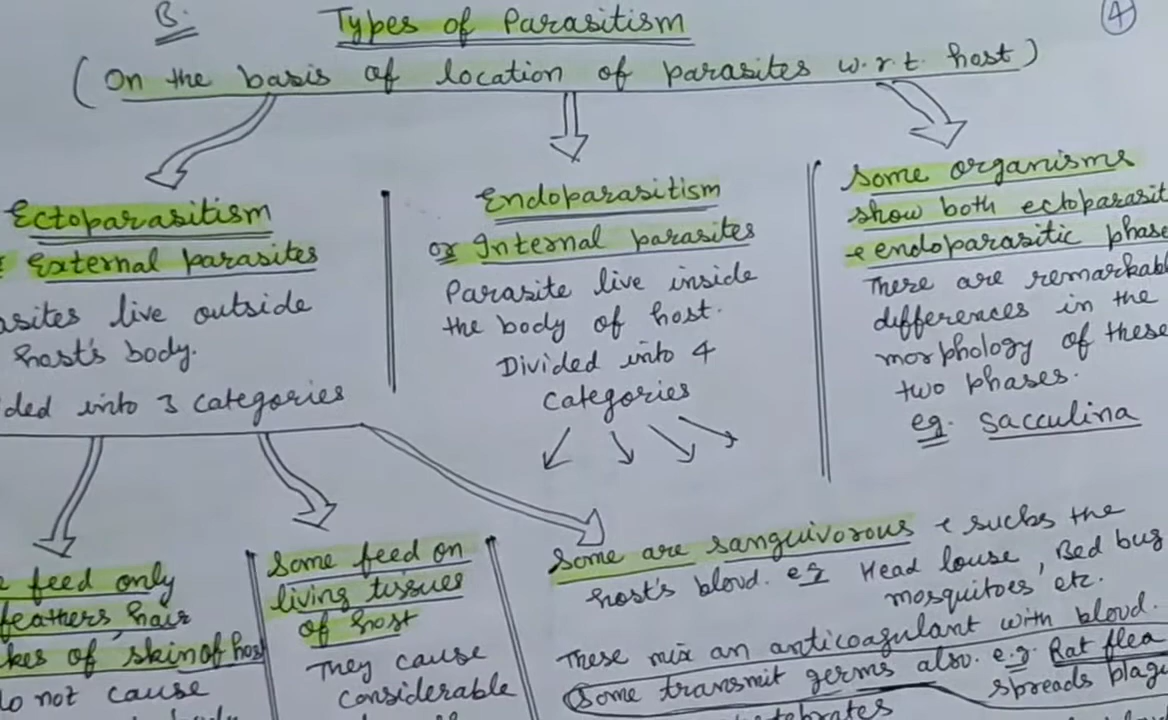 B. Types of Parasitism
4
(On the basis of location of parasites w.r.t. host)
Ectoparasitism
External parasites
live outside
host's body.
into 3 categories
Endoparasitism
or Internal parasites
Parasite live inside
the body of host.
Divided into 4
categories
Some organisms
show both
endoparasitic
There are
differences in the
morphology of these
two phases.
eg. Sacculina
feed only
feathers, hair
of skin of host
do not cause
Some feed on
living tissues
of host
They cause
considerable
Some are sanguivorous & sucks the
host's blood. eg Head louse, Bed bug
mosquitoes etc.
These mix an anticoagulant with blood.
Some transmit germs also. e.g. Rat flea
spreads